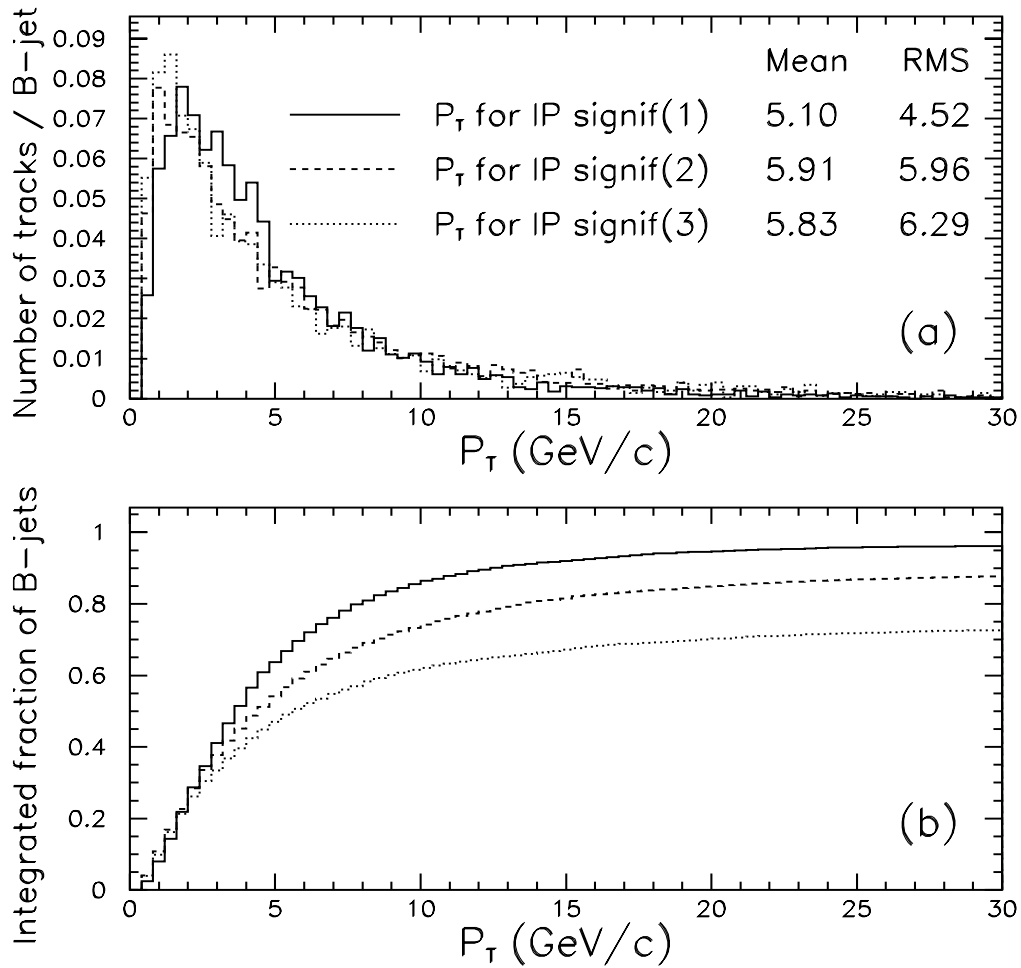 Number of tracks / B-jet
0.09
0.08
0.07
0.06
0.05
0.04
0.03
0.02
0.01
0
Mean RMS
P_T for IP signif(1) 5.10 4.52
P_T for IP signif(2) 5.91 5.96
P_T for IP signif(3) 5.83 6.29
(a)
0 5 10 15 20 25 30
P_T (GeV/c)
Integrated fraction of B-jets
1
0.8
0.6
0.4
0.2
0
(b)
0 5 10 15 20 25 30
P_T (GeV/c)